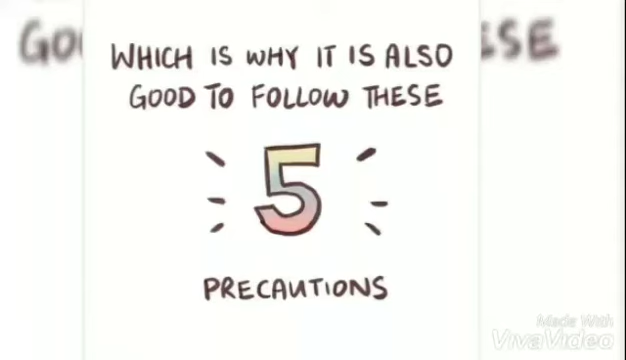 WHICH IS WHY IT IS ALSO
GOOD TO FOLLOW THESE
5
PRECAUTIONS
Made With
VivaVideo